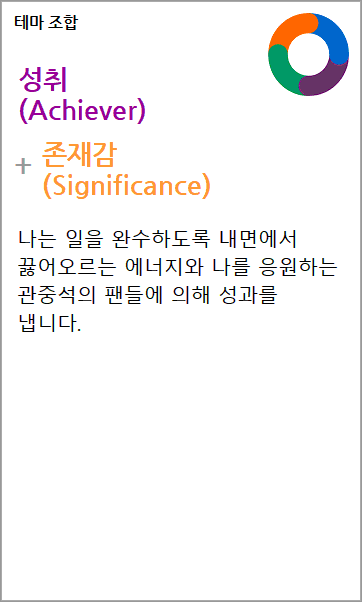 테마 조합
성취
(Achiever)
+ 존재감
(Significance)
나는 일을 완수하도록 내면에서
끓어오르는 에너지와 나를 응원하는
관중석의 팬들에 의해 성과를
냅니다.